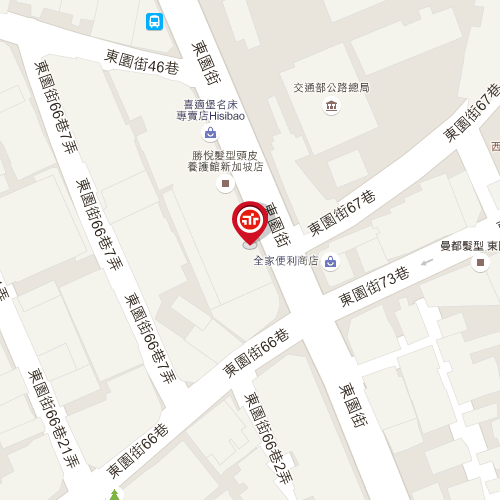 東園街
東園街46巷
東園街66巷7弄
交通部公路總局
東園街67巷
喜適堡名床
專賣店Hisibao
西
勝悅髮型頭皮
養護館新加坡店
東園街66巷7弄
東園街
東園街67巷
曼都髮型 東
全家便利商店
東園街73巷
東園街66巷7弄
弄
東園街66巷
東園街66巷21弄
東園街
東園街66巷2弄
東園街66巷